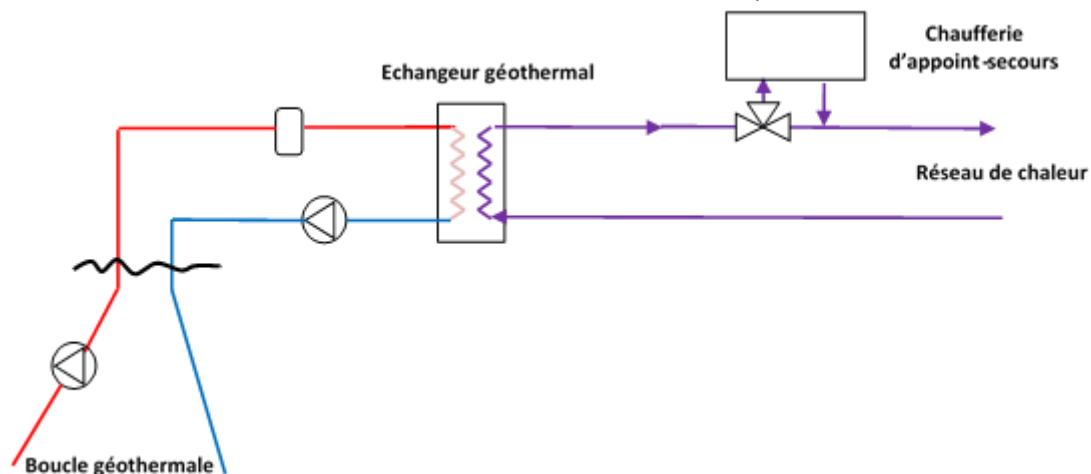 Chaufferie
d'appoint-secours
Echangeur géothermal
Réseau de chaleur
Boucle géothermale